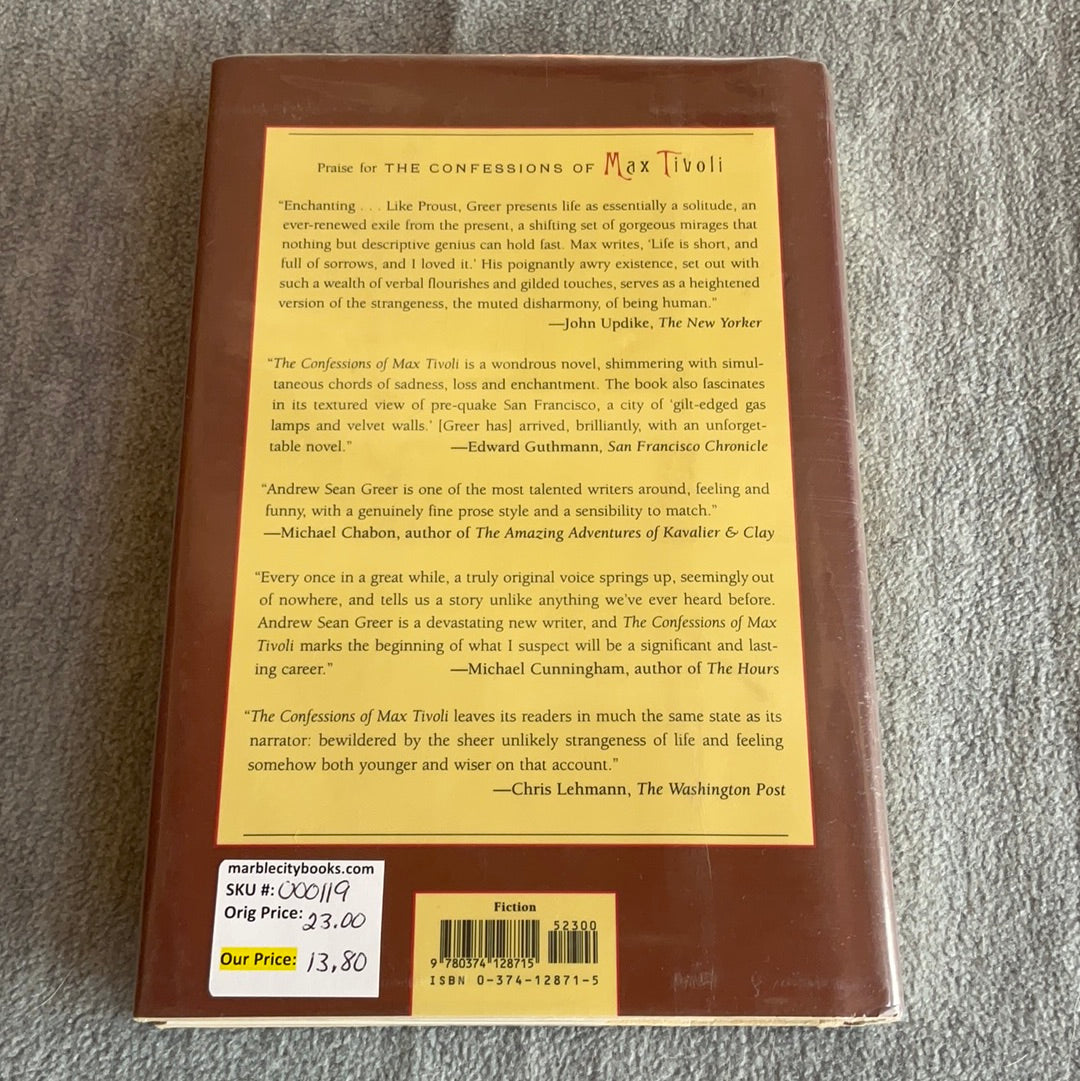 Praise for THE CONFESSIONS OF Max Tivoli
"Enchanting . . . Like Proust, Greer presents life as essentially a solitude, an
ever-renewed exile from the present, a shifting set of gorgeous mirages that
nothing but descriptive genius can hold fast. Max writes, 'Life is short, and
full of sorrows, and I loved it.' His poignantly awry existence, set out with
such a wealth of verbal flourishes and gilded touches, serves as a heightened
version of the strangeness, the muted disharmony, of being human."
—John Updike, The New Yorker
"The Confessions of Max Tivoli is a wondrous novel, shimmering with simul-
taneous chords of sadness, loss and enchantment. The book also fascinates
in its textured view of pre-quake San Francisco, a city of 'gilt-edged gas
lamps and velvet walls.' [Greer has] arrived, brilliantly, with an unforget-
table novel." —Edward Guthmann, San Francisco Chronicle
"Andrew Sean Greer is one of the most talented writers around, feeling and
funny, with a genuinely fine prose style and a sensibility to match."
—Michael Chabon, author of The Amazing Adventures of Kavalier & Clay
"Every once in a great while, a truly original voice springs up, seemingly out
of nowhere, and tells us a story unlike anything we've ever heard before.
Andrew Sean Greer is a devastating new writer, and The Confessions of Max
Tivoli marks the beginning of what I suspect will be a significant and last-
ing career." —Michael Cunningham, author of The Hours
"The Confessions of Max Tivoli leaves its readers in much the same state as its
narrator: bewildered by the sheer unlikely strangeness of life and feeling
somehow both younger and wiser on that account."
—Chris Lehmann, The Washington Post
marblecitybooks.com
SKU #: 000119
Orig Price: 23.00
Our Price: 13,80
Fiction
52300
9 780374 128715
ISBN 0-374-12871-5